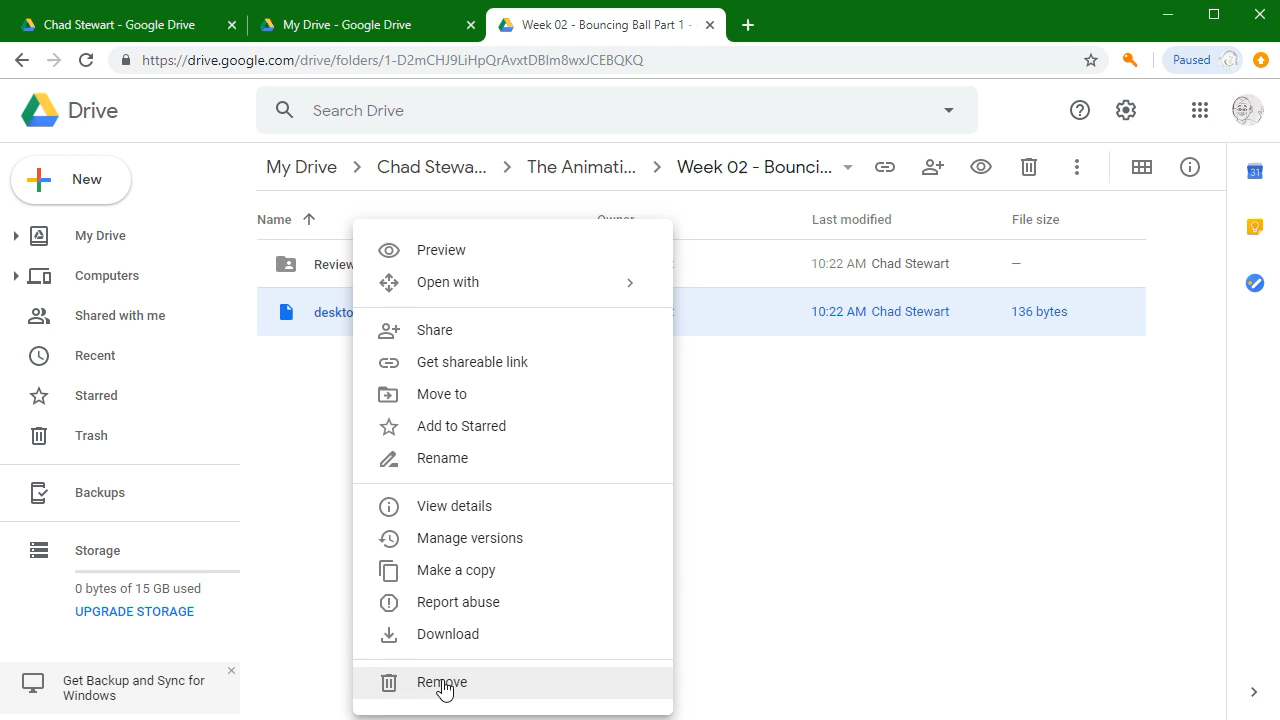 Chad Stewart - Google Drive
My Drive - Google Drive
Week 02 - Bouncing Ball Part 1 -
https://drive.google.com/drive/folders/1-D2mCHJ9LiHpQrAvxtDBlm8wxJCEBQKQ
Paused
Drive
Search Drive
New
My Drive > Chad Stewa... > The Animati... > Week 02 - Bounci...
Name
Owner
Last modified
File size
Review
10:22 AM Chad Stewart
—
deskto
10:22 AM Chad Stewart
136 bytes
My Drive
Computers
Shared with me
Recent
Starred
Trash
Backups
Storage
0 bytes of 15 GB used
UPGRADE STORAGE
Get Backup and Sync for
Windows
Preview
Open with
Share
Get shareable link
Move to
Add to Starred
Rename
View details
Manage versions
Make a copy
Report abuse
Download
Remove
31